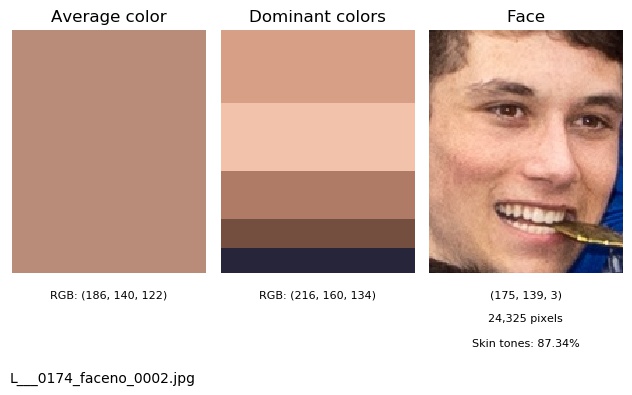 Average color
Dominant colors
Face
RGB: (186, 140, 122)
RGB: (216, 160, 134)
(175, 139, 3)
24,325 pixels
Skin tones: 87.34%
L___0174_faceno_0002.jpg